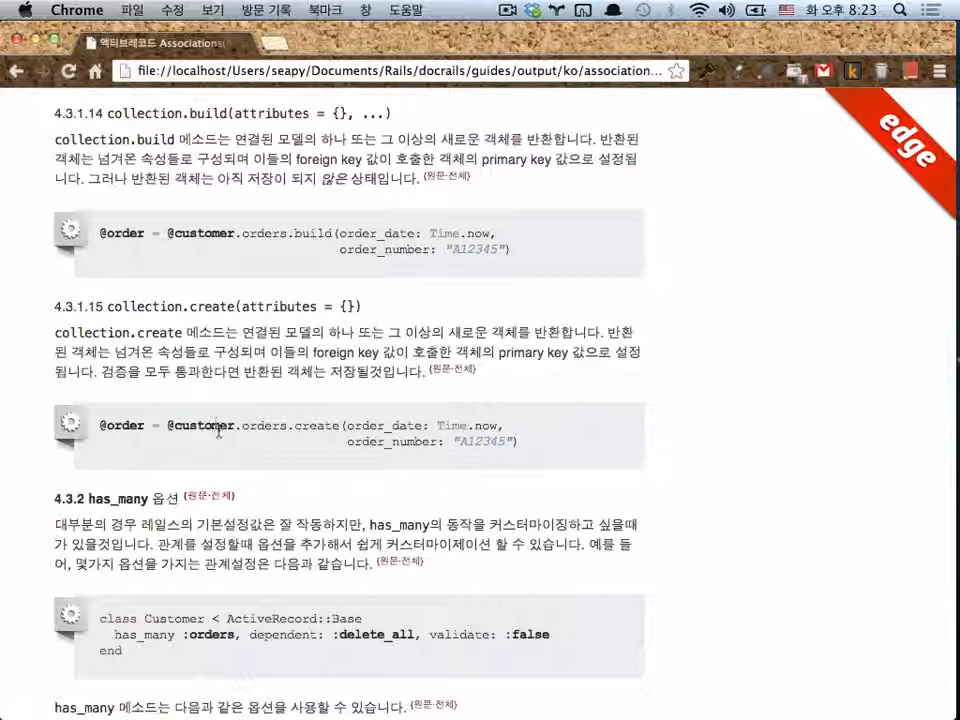 Chrome 파일 수정 보기 방문 기록 북마크 창 도움말 화 오후 8:23
액티브레코드 Associations(
file://localhost/Users/seapy/Documents/Rails/docrails/guides/output/ko/association...
edge
4.3.1.14 collection.build(attributes = {}, ...)
collection.build 메소드는 연결된 모델의 하나 또는 그 이상의 새로운 객체를 반환합니다. 반환된
객체는 넘겨온 속성들로 구성되며 이들의 foreign key 값이 호출한 객체의 primary key 값으로 설정됩
니다. 그러나 반환된 객체는 아직 저장이 되지 않은 상태입니다. {원문·전체}
@order = @customer.orders.build(order_date: Time.now,
order_number: "A12345")
4.3.1.15 collection.create(attributes = {})
collection.create 메소드는 연결된 모델의 하나 또는 그 이상의 새로운 객체를 반환합니다. 반환
된 객체는 넘겨온 속성들로 구성되며 이들의 foreign key 값이 호출한 객체의 primary key 값으로 설정
됩니다. 검증을 모두 통과한다면 반환된 객체는 저장될것입니다. {원문·전체}
@order = @customer.orders.create(order_date: Time.now,
order_number: "A12345")
4.3.2 has_many 옵션 {원문·전체}
대부분의 경우 레일스의 기본설정값은 잘 작동하지만, has_many의 동작을 커스터마이징하고 싶을때
가 있을것입니다. 관계를 설정할때 옵션을 추가해서 쉽게 커스터마이제이션 할 수 있습니다. 예를 들
어, 몇가지 옵션을 가지는 관계설정은 다음과 같습니다. {원문·전체}
class Customer < ActiveRecord::Base
has_many :orders, dependent: :delete_all, validate: :false
end
has_many 메소드는 다음과 같은 옵션을 사용할 수 있습니다. {원문·전체}